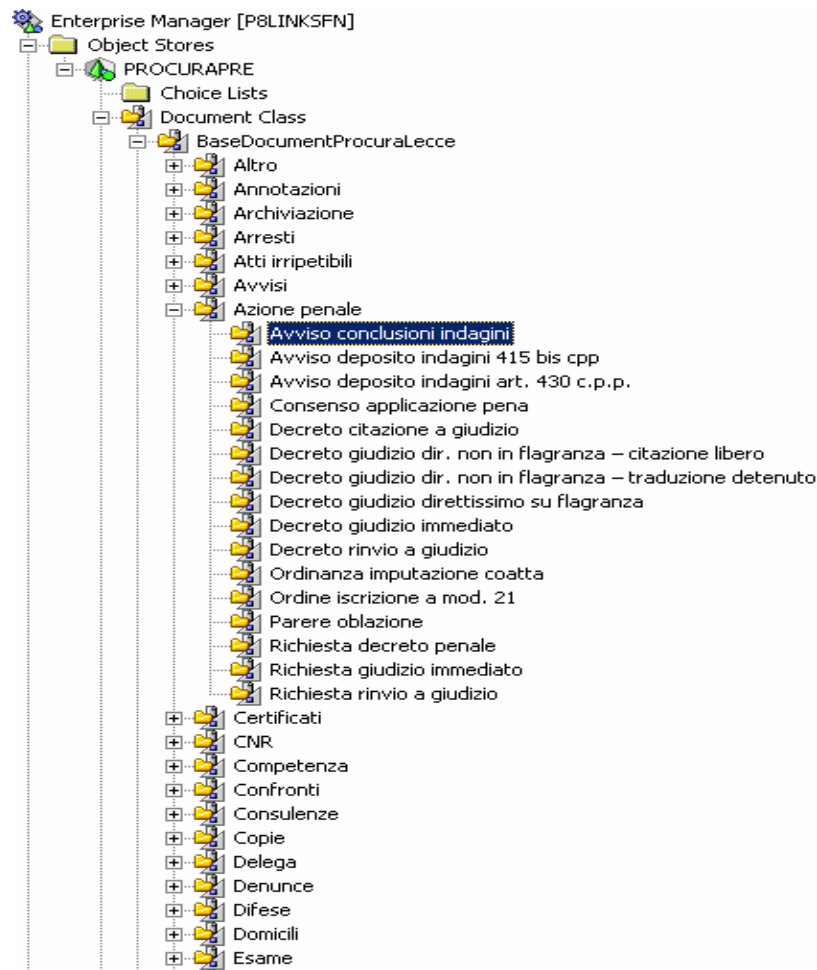 Enterprise Manager [P8LINKSFN]
Object Stores
PROCURAPRE
Choice Lists
Document Class
BaseDocumentProcuraLecce
Altro
Annotazioni
Archiviazione
Arresti
Atti irripetibili
Avvisi
Azione penale
Avviso conclusioni indagini
Avviso deposito indagini 415 bis cpp
Avviso deposito indagini art. 430 c.p.p.
Consenso applicazione pena
Decreto citazione a giudizio
Decreto giudizio dir. non in flagranza – citazione libero
Decreto giudizio dir. non in flagranza – traduzione detenuto
Decreto giudizio direttissimo su flagranza
Decreto giudizio immediato
Decreto rinvio a giudizio
Ordinanza imputazione coatta
Ordine iscrizione a mod. 21
Parere oblazione
Richiesta decreto penale
Richiesta giudizio immediato
Richiesta rinvio a giudizio
Certificati
CNR
Competenza
Confronti
Consulenze
Copie
Delega
Denunce
Difese
Domicili
Esame